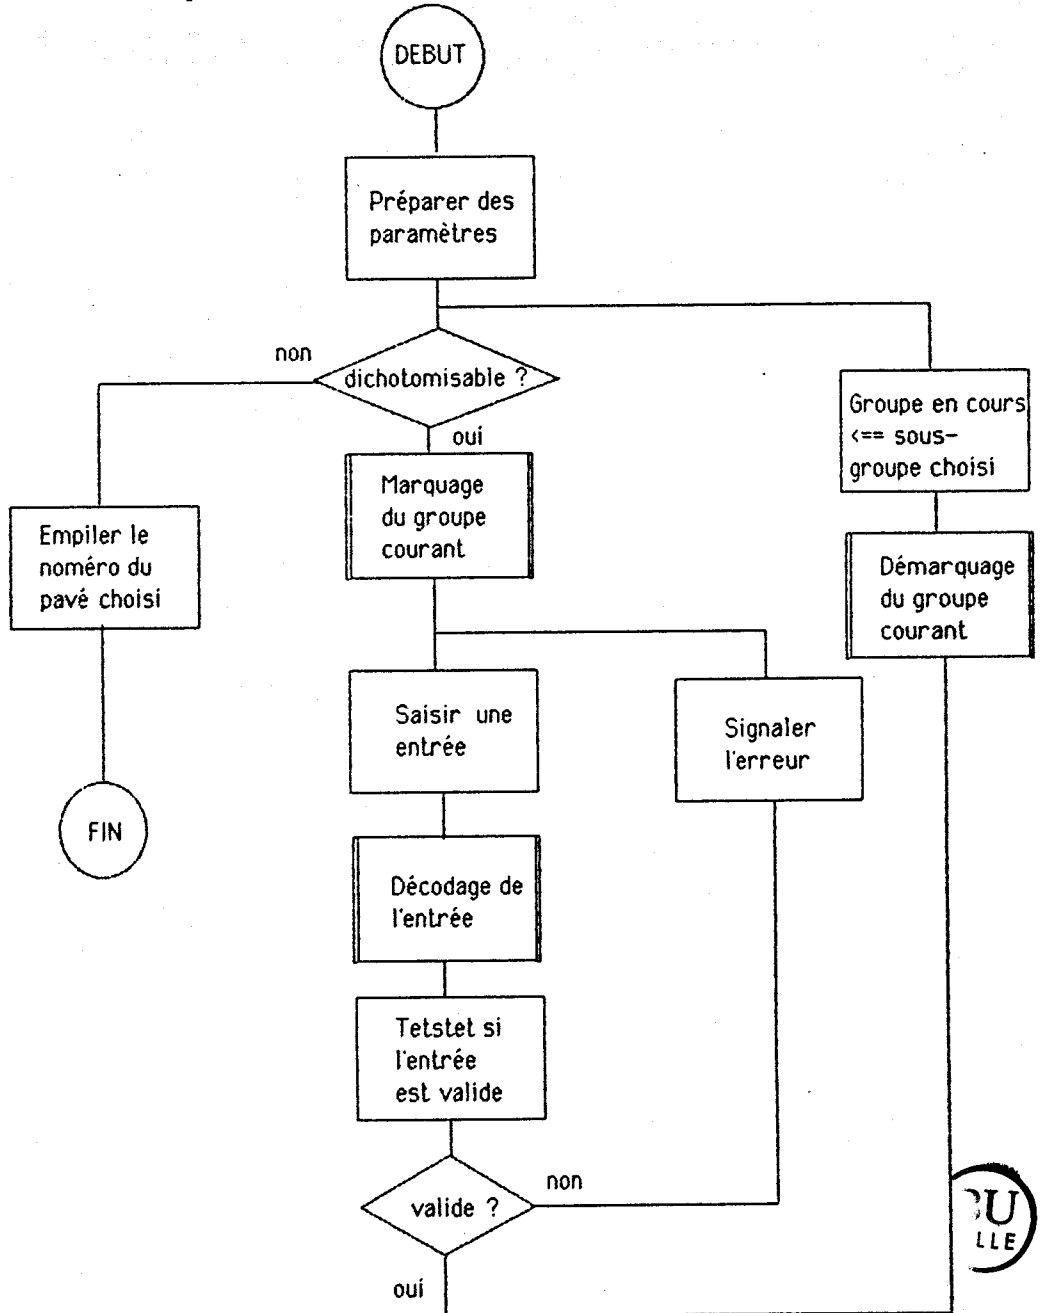 DEBUT
Préparer des
paramètres
non
dichotomisable ?
oui
Groupe en cours
<== sous-
groupe choisi
Marquage
du groupe
courant
Empiler le
noméro du
pavé choisi
Démarquage
du groupe
courant
Saisir une
entrée
Signaler
l'erreur
FIN
Décodage de
l'entrée
Tetstet si
l'entrée
est valide
valide ?
non
oui